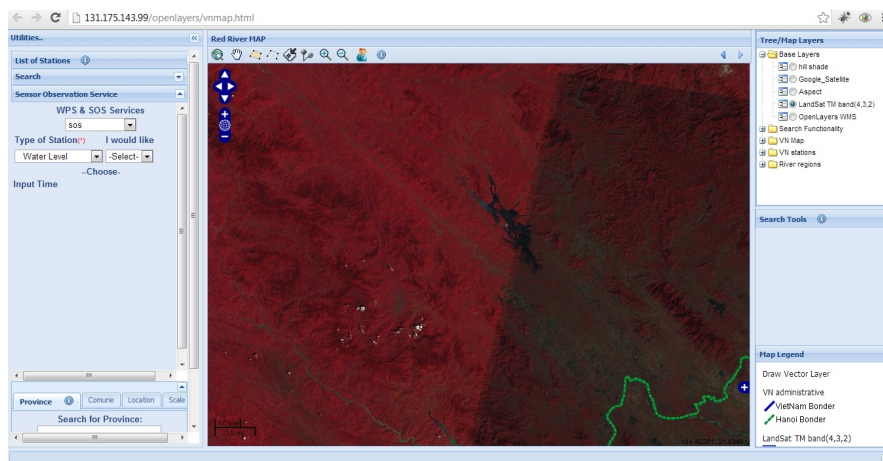 131.175.143.99/openlayers/vnmap.html
Utilities..
List of Stations
Search
Sensor Observation Service
WPS & SOS Services
sos
Type of Station(*) I would like
Water Level -Select-
--Choose-
Input Time
Province Comune Location Scale
Search for Province:
Red River MAP
Tree/Map Layers
Base Layers
hill shade
Google_Satellite
Aspect
LandSat TM band(4,3,2)
OpenLayers WMS
Search Functionality
VN Map
VN stations
River regions
Search Tools
Map Legend
Draw Vector Layer
VN administrative
VietNam Bonder
Hanoi Bonder
LandSat TM band(4,3,2)